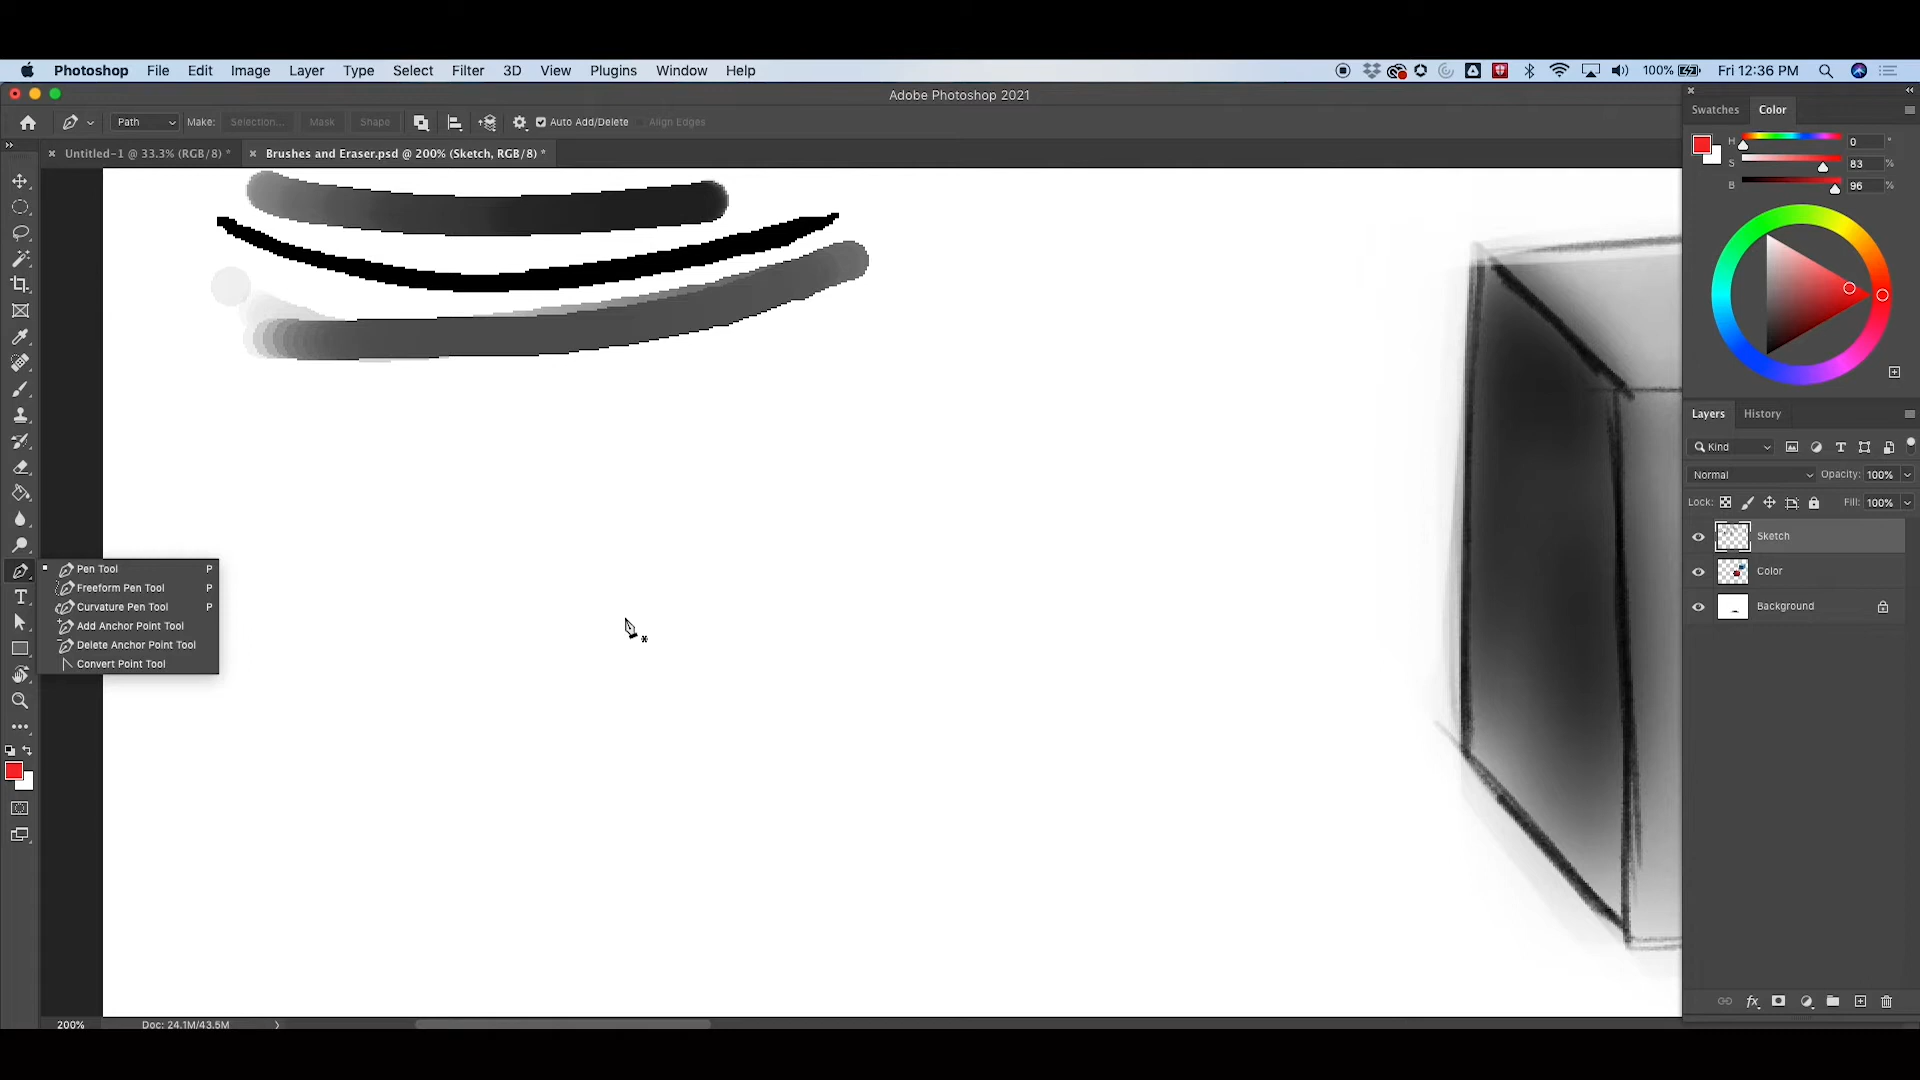 Photoshop File Edit Image Layer Type Select Filter 3D View Plugins Window Help 100% Fri 12:36 PM
Adobe Photoshop 2021
Path Make: Selection... Mask Shape Auto Add/Delete Align Edges
Untitled-1 @ 33.3% (RGB/8) * Brushes and Eraser.psd @ 200% (Sketch, RGB/8) *
Swatches Color
H 0 °
S 83 %
B 96 %
Layers History
Kind
Normal Opacity: 100%
Lock: Fill: 100%
Sketch
Color
Background
Pen Tool P
Freeform Pen Tool P
Curvature Pen Tool P
Add Anchor Point Tool
Delete Anchor Point Tool
Convert Point Tool
200% Doc: 24.1M/43.5M